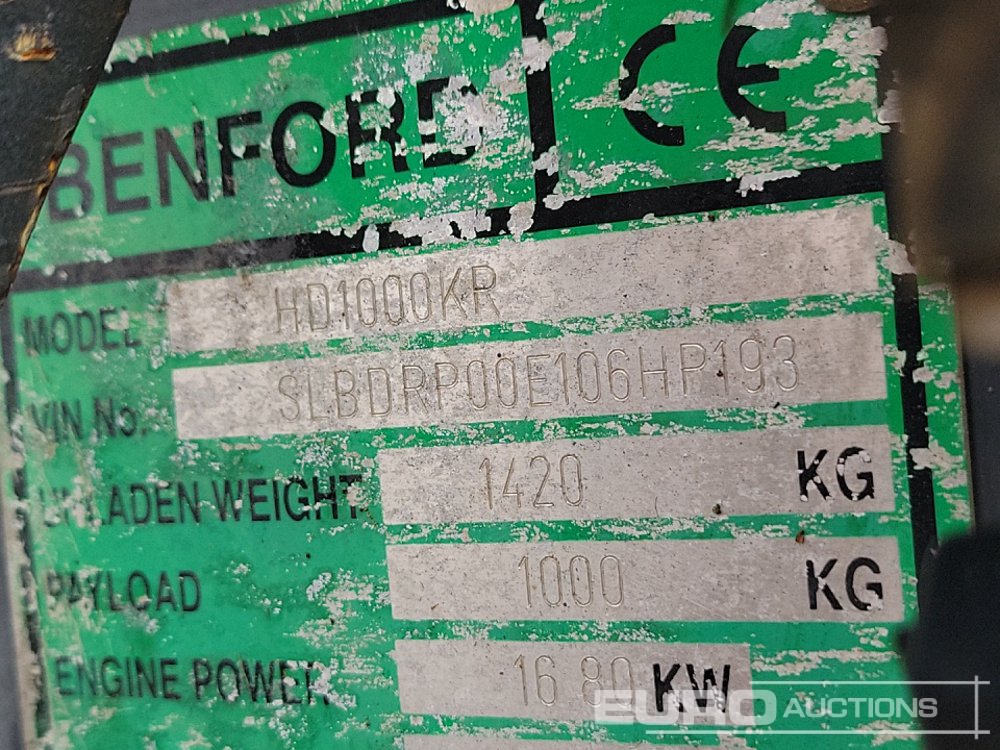 BENFORD CE
MODEL HD1000KR
VIN No. SLBDRP00E106HP193
UNLADEN WEIGHT 1420 KG
PAYLOAD 1000 KG
ENGINE POWER 16.80 KW
EURO AUCTIONS